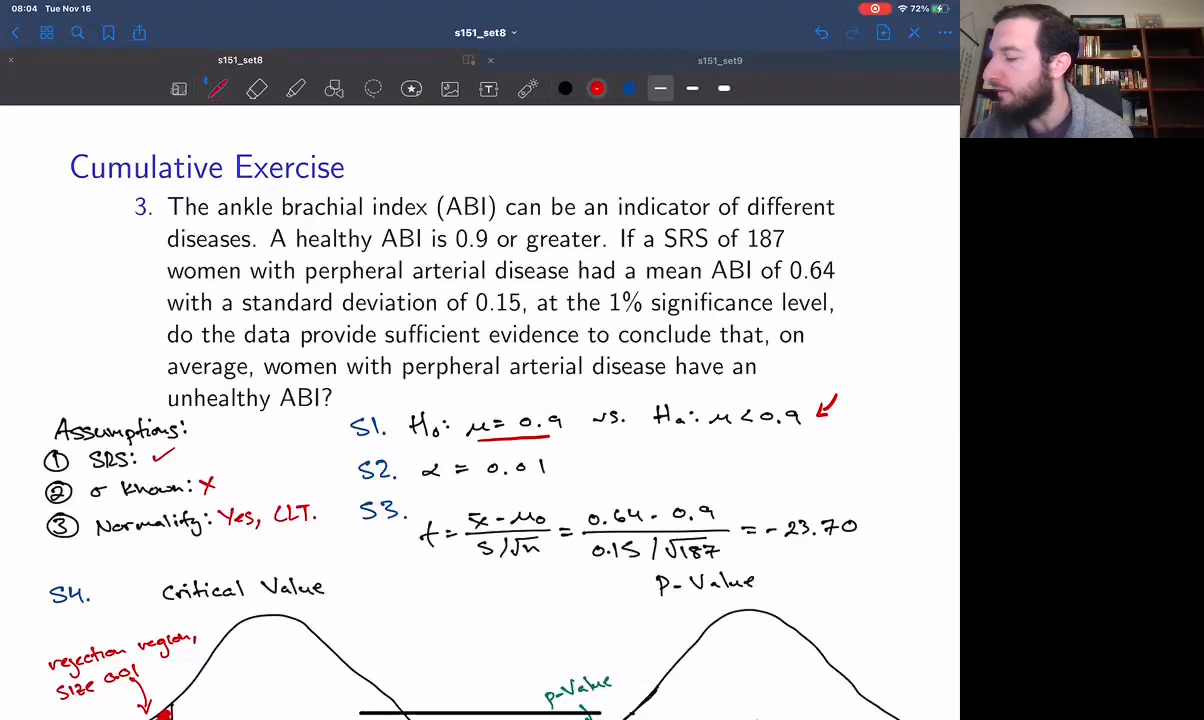 08:04 Tue Nov 16
72%
s151_set8
s151_set8
s151_set9
Cumulative Exercise
3. The ankle brachial index (ABI) can be an indicator of different
diseases. A healthy ABI is 0.9 or greater. If a SRS of 187
women with perpheral arterial disease had a mean ABI of 0.64
with a standard deviation of 0.15, at the 1% significance level,
do the data provide sufficient evidence to conclude that, on
average, women with perpheral arterial disease have an
unhealthy ABI?
Assumptions:
① SRS: ✓
② σ known: X
③ Normality: Yes, CLT.
S1. H₀: μ = 0.9 vs. Hₐ: μ < 0.9
S2. α = 0.01
S3.
t = x̄ - μ₀ / s/√n = 0.64 - 0.9 / 0.15/√187 = -23.70
S4. Critical Value
P-Value
rejection region,
size 0.01
p-Value